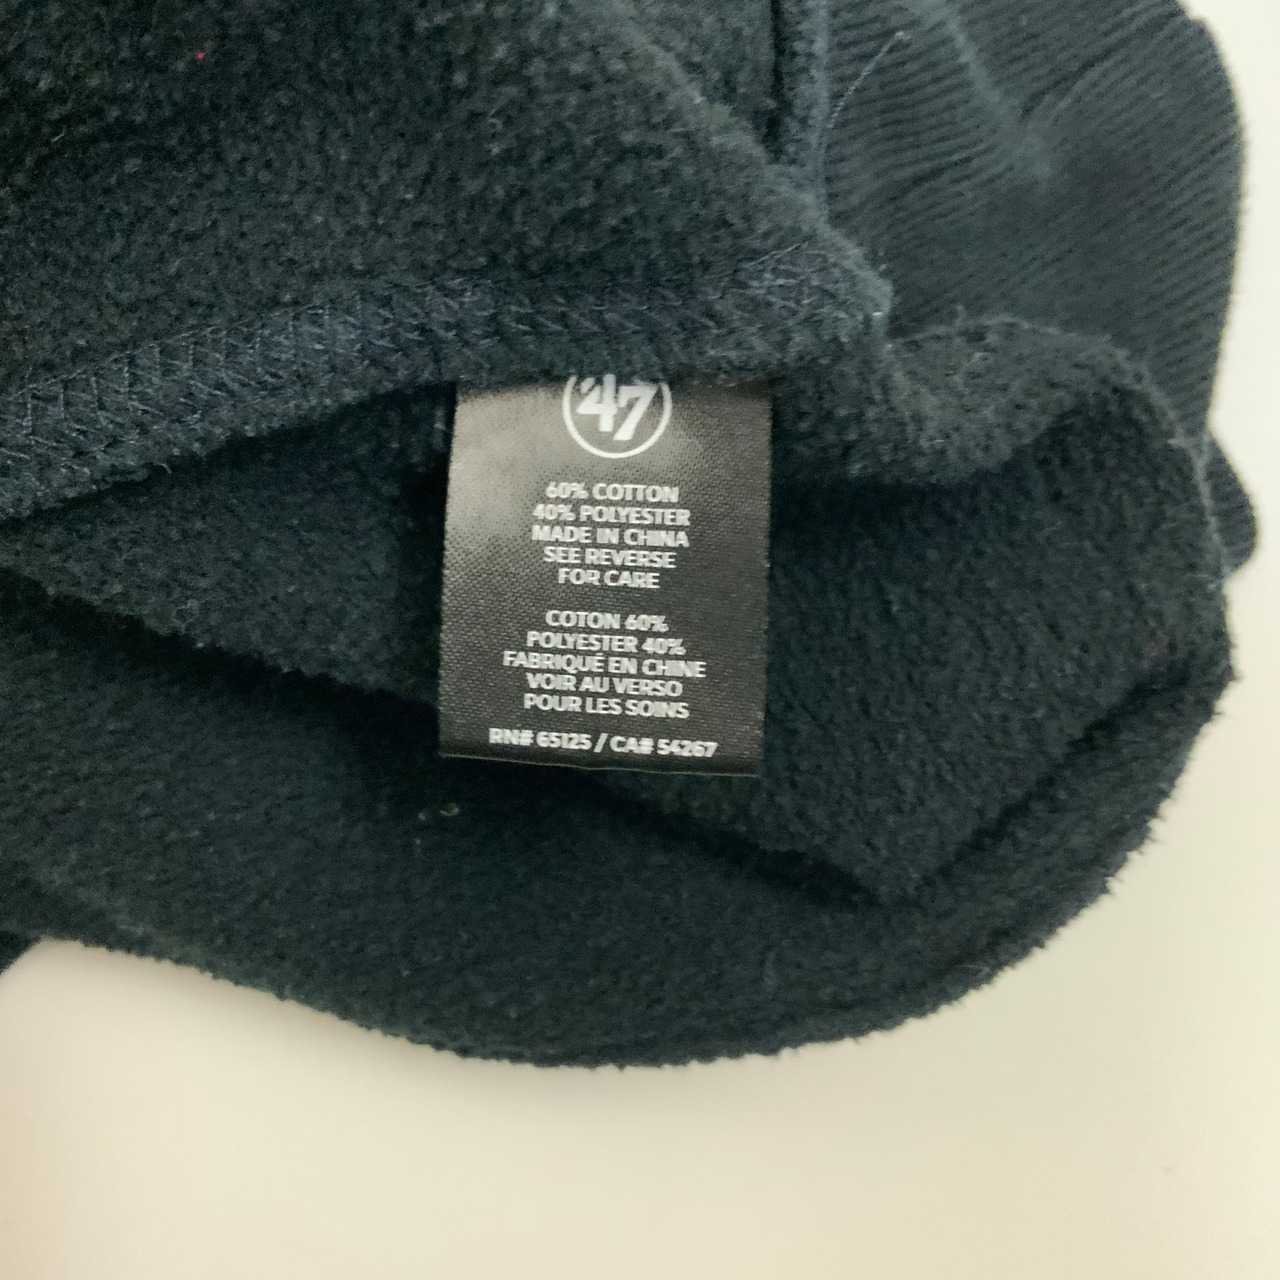 '47
60% COTTON
40% POLYESTER
MADE IN CHINA
SEE REVERSE
FOR CARE
COTON 60%
POLYESTER 40%
FABRIQUÉ EN CHINE
VOIR AU VERSO
POUR LES SOINS
RN# 65125 / CA# 54267